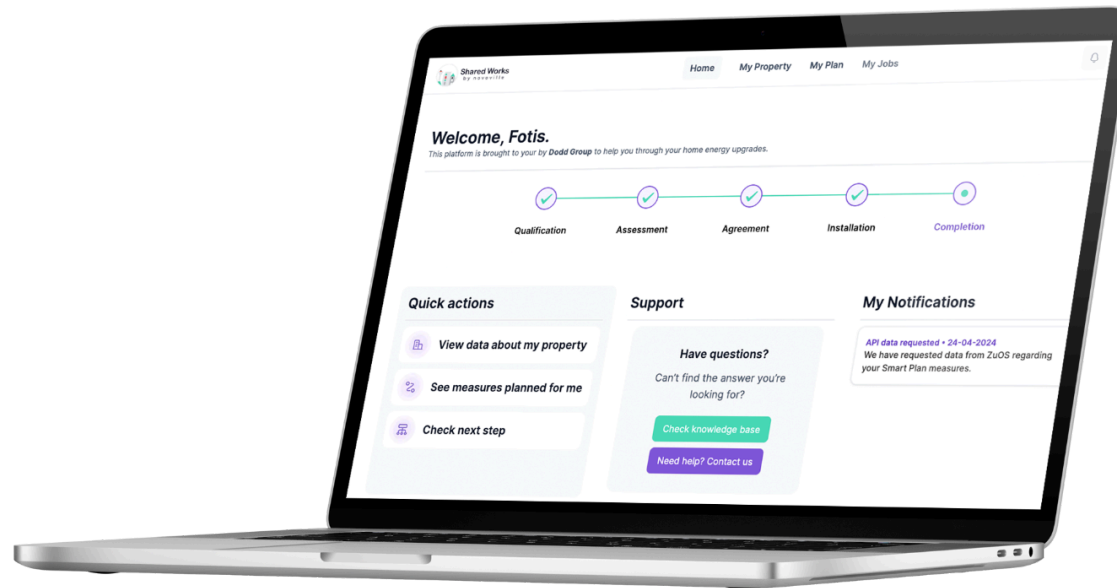 Shared Works
by novoville
Home
My Property
My Plan
My Jobs
Welcome, Fotis.
This platform is brought to your by Dodd Group to help you through your home energy upgrades.
Qualification
Assessment
Agreement
Installation
Completion
Quick actions
View data about my property
See measures planned for me
Check next step
Support
Have questions?
Can't find the answer you're
looking for?
Check knowledge base
Need help? Contact us
My Notifications
API data requested • 24-04-2024
We have requested data from ZuOS regarding
your Smart Plan measures.